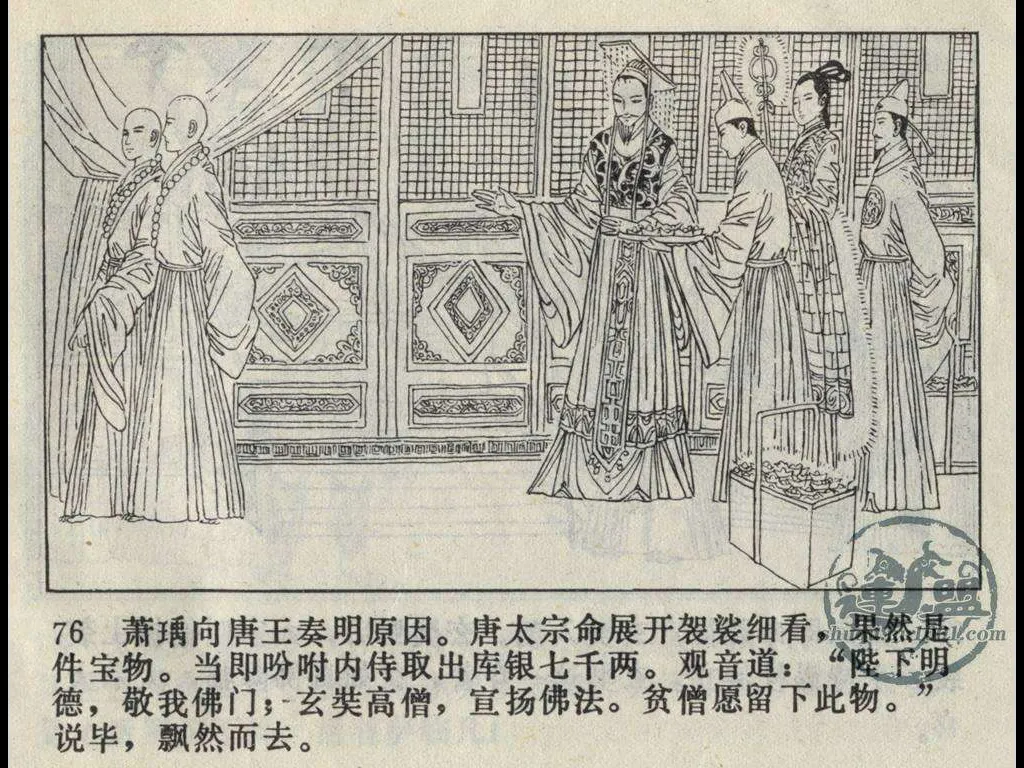 76 萧瑀向唐王奏明原因。唐太宗命展开袈裟细看，果然是
件宝物。当即吩咐内侍取出库银七千两。观音道：“陛下明
德，敬我佛门；玄奘高僧，宣扬佛法。贫僧愿留下此物。”
说毕，飘然而去。
連盟